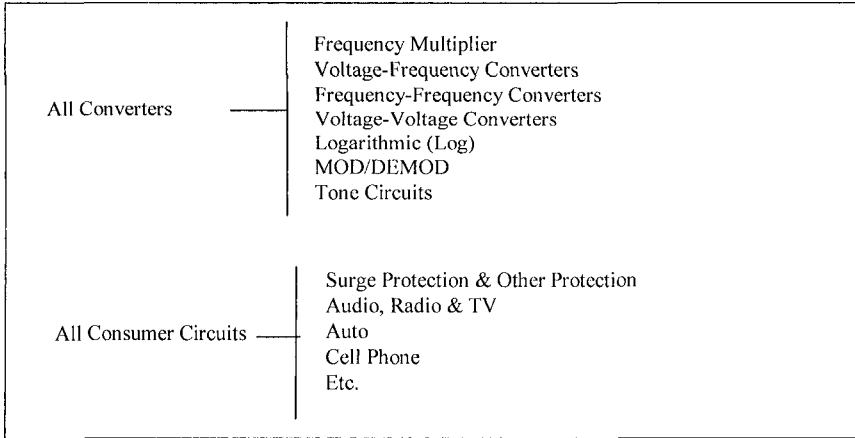 Frequency Multiplier
Voltage-Frequency Converters
All Converters
Frequency-Frequency Converters
Voltage-Voltage Converters
Logarithmic (Log)
MOD/DEMOD
Tone Circuits
Surge Protection & Other Protection
Audio, Radio & TV
All Consumer Circuits
Auto
Cell Phone
Etc.